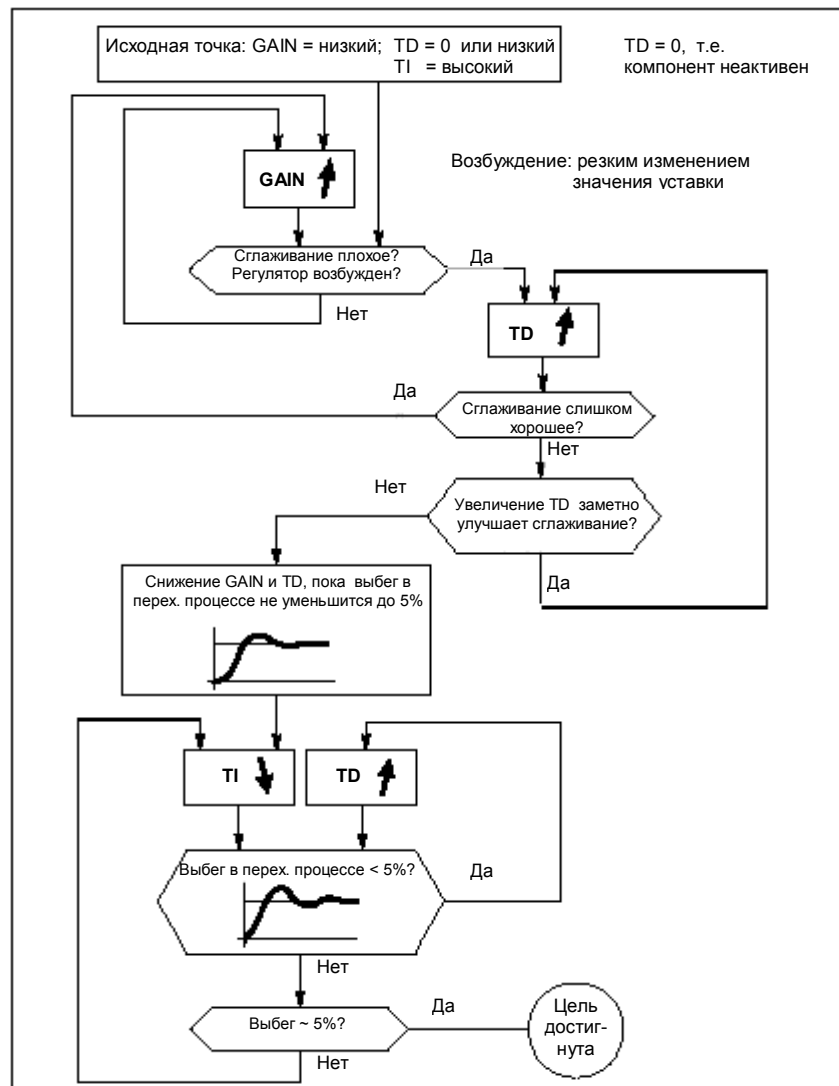 Исходная точка: GAIN = низкий; TD = 0 или низкий
TI = высокий
TD = 0, т.е.
компонент неактивен
GAIN
Возбуждение: резким изменением
значения уставки
Сглаживание плохое?
Регулятор возбужден?
Да
Нет
TD
Да
Сглаживание слишком
хорошее?
Нет
Нет
Увеличение TD заметно
улучшает сглаживание?
Да
Снижение GAIN и TD, пока выбег в
перех. процессе не уменьшится до 5%
TI
TD
Выбег в перех. процессе < 5%?
Да
Нет
Выбег ~ 5%?
Да
Нет
Цель
достиг-
нута